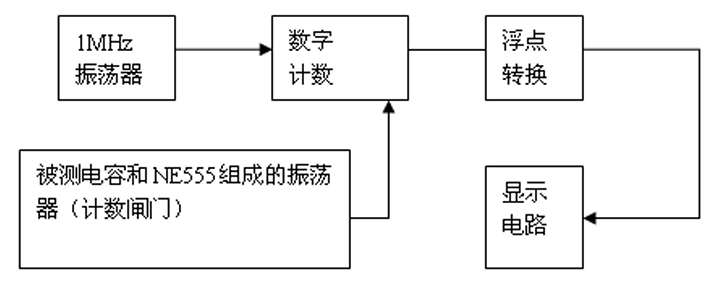 1MHz
振荡器
数字
计数
浮点
转换
被测电容和NE555组成的振荡
器（计数闸门）
显示
电路